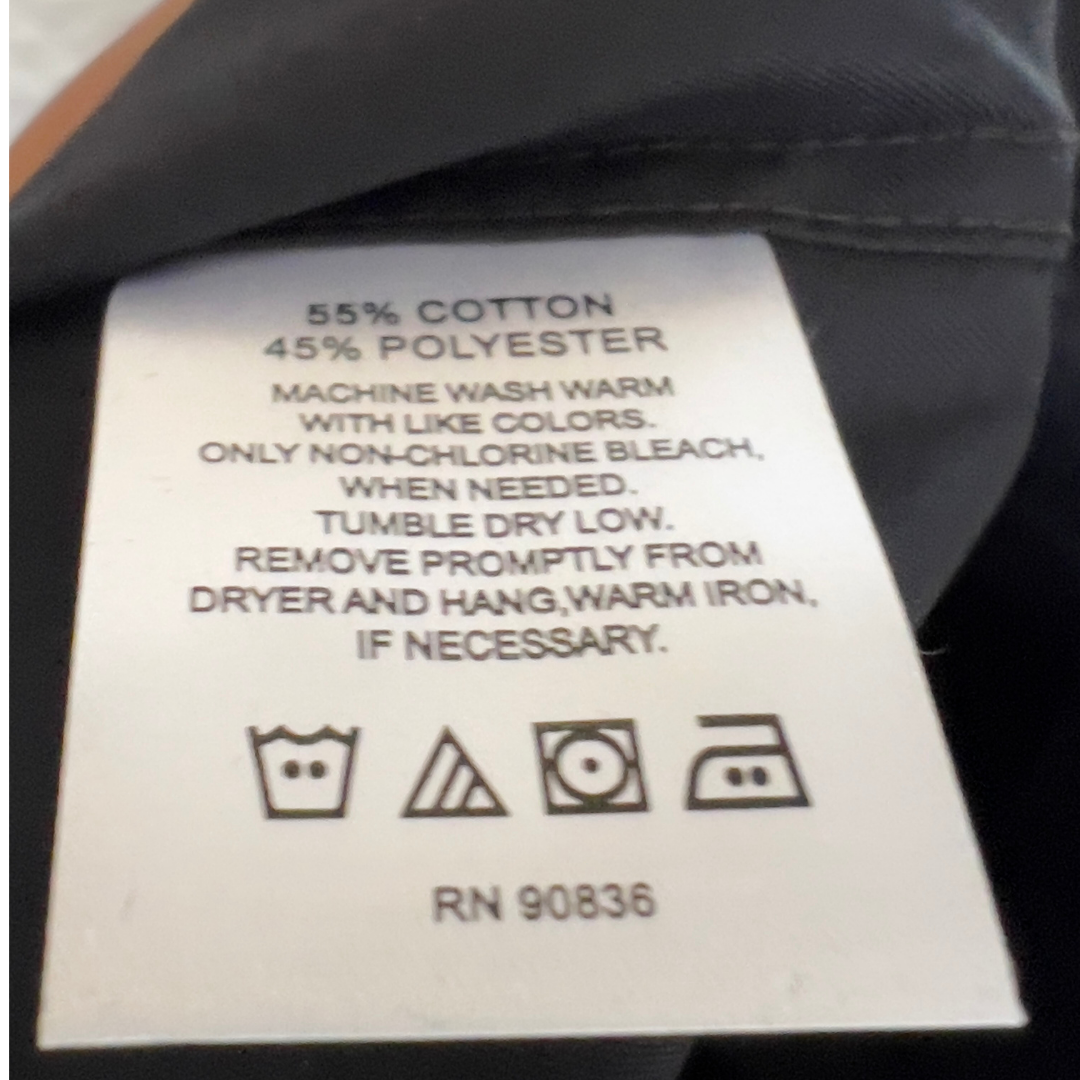 55% COTTON
45% POLYESTER
MACHINE WASH WARM
WITH LIKE COLORS.
ONLY NON-CHLORINE BLEACH,
WHEN NEEDED.
TUMBLE DRY LOW.
REMOVE PROMPTLY FROM
DRYER AND HANG,WARM IRON,
IF NECESSARY.
RN 90836